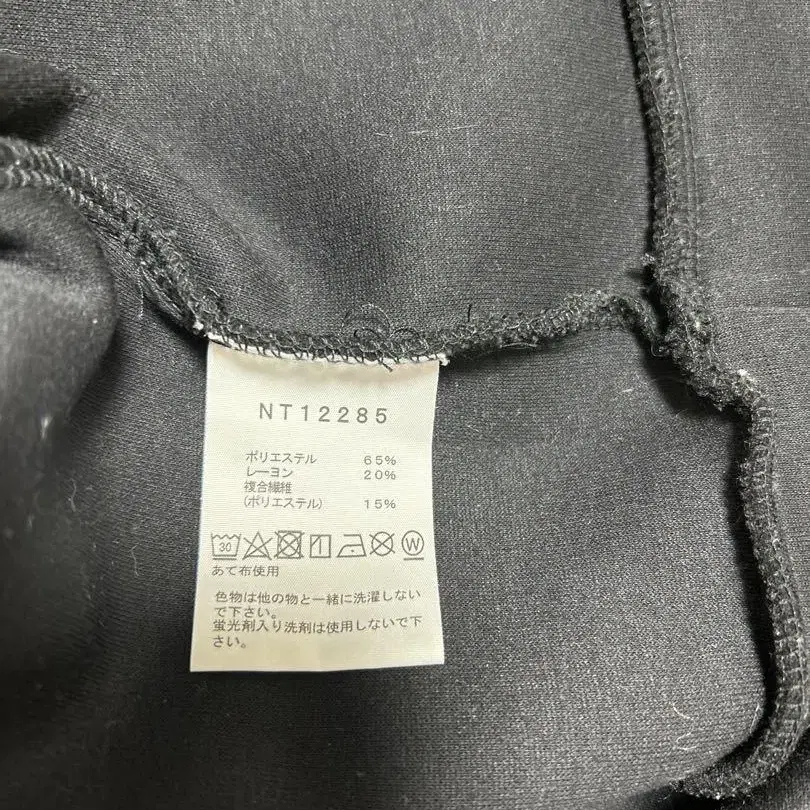 NT12285
ポリエステル 65%
レーヨン 20%
複合繊維
(ポリエステル) 15%
30 W
あて布使用
色物は他の物と一緒に洗濯しない
で下さい。
蛍光剤入り洗剤は使用しないで下
さい。